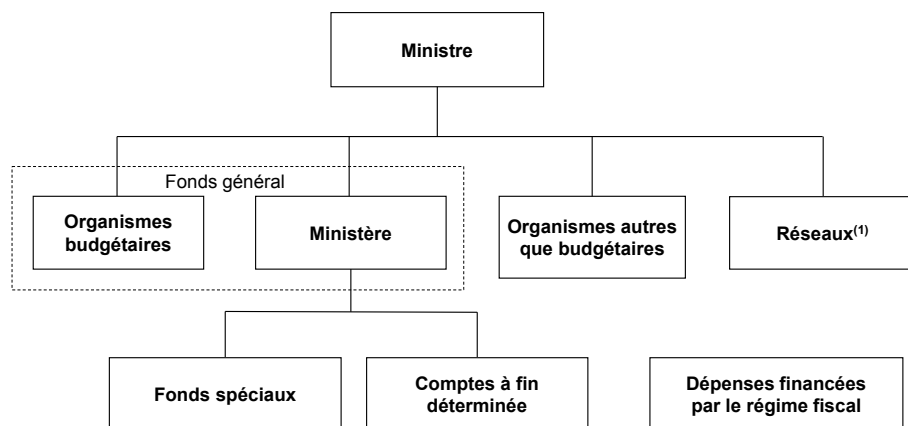 Ministre
Fonds général
Organismes
budgétaires
Ministère
Organismes autres
que budgétaires
Réseaux(1)
Fonds spéciaux
Comptes à fin
déterminée
Dépenses financées
par le régime fiscal